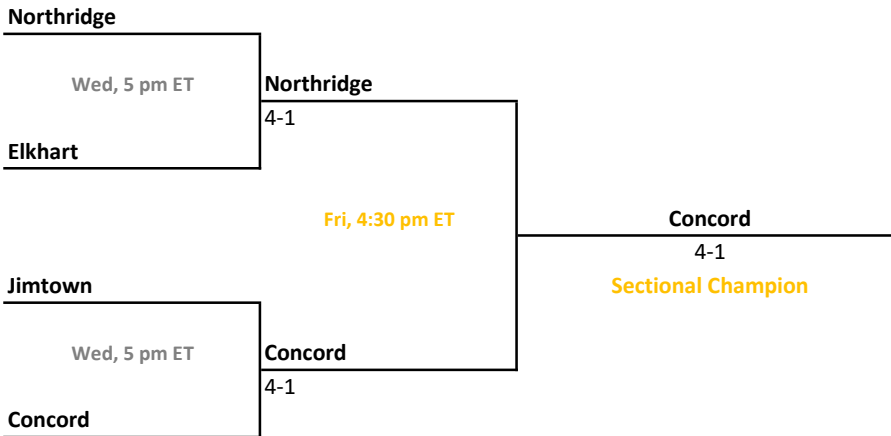 Northridge
Wed, 5 pm ET
Northridge
4-1
Elkhart
Fri, 4:30 pm ET
Concord
4-1
Sectional Champion
Jimtown
Wed, 5 pm ET
Concord
4-1
Concord